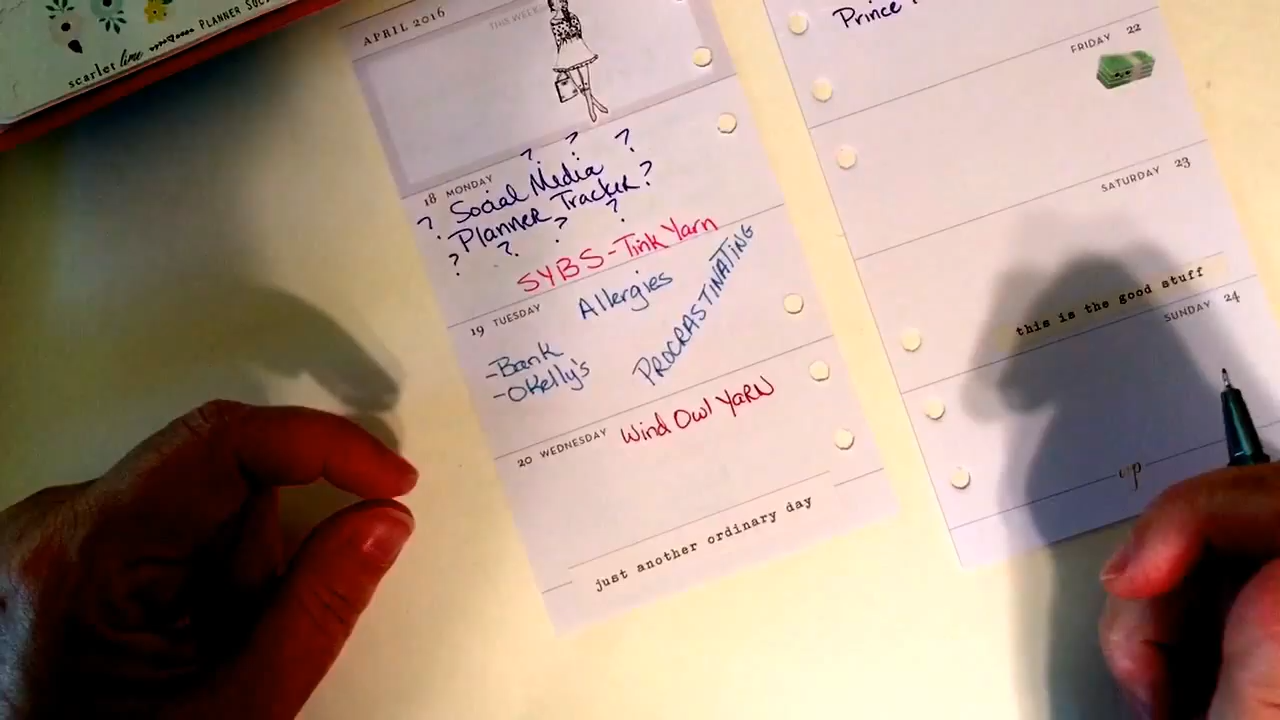 scarlet lime
PLANNER
APRIL 2016
THIS WEEK
18 MONDAY
? ? ?
? Social Media
Planner Tracker?
? ? ? ?
SYBS-Tink Yarn
19 TUESDAY
Allergies
-Bank
-OKelly's
PROCRASTINATING
20 WEDNESDAY
Wind Owl YARN
just another ordinary day
Prince
FRIDAY 22
SATURDAY 23
this is the good stuff
SUNDAY 24